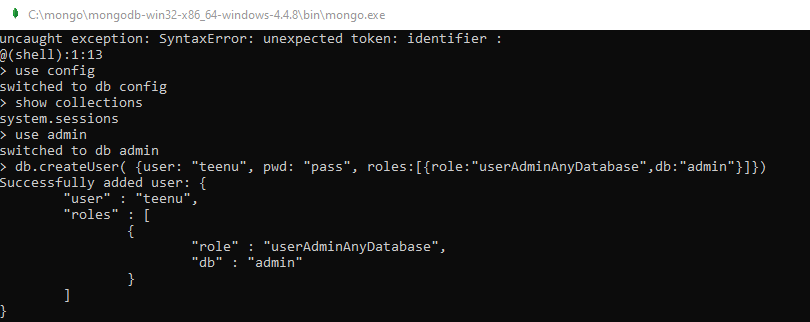 C:\mongo\mongodb-win32-x86_64-windows-4.4.8\bin\mongo.exe
uncaught exception: SyntaxError: unexpected token: identifier :
@(shell):1:13
> use config
switched to db config
> show collections
system.sessions
> use admin
switched to db admin
> db.createUser( {user: "teenu", pwd: "pass", roles:[{role:"userAdminAnyDatabase",db:"admin"}]})
Successfully added user: {
        "user" : "teenu",
        "roles" : [
                {
                        "role" : "userAdminAnyDatabase",
                        "db" : "admin"
                }
        ]
}